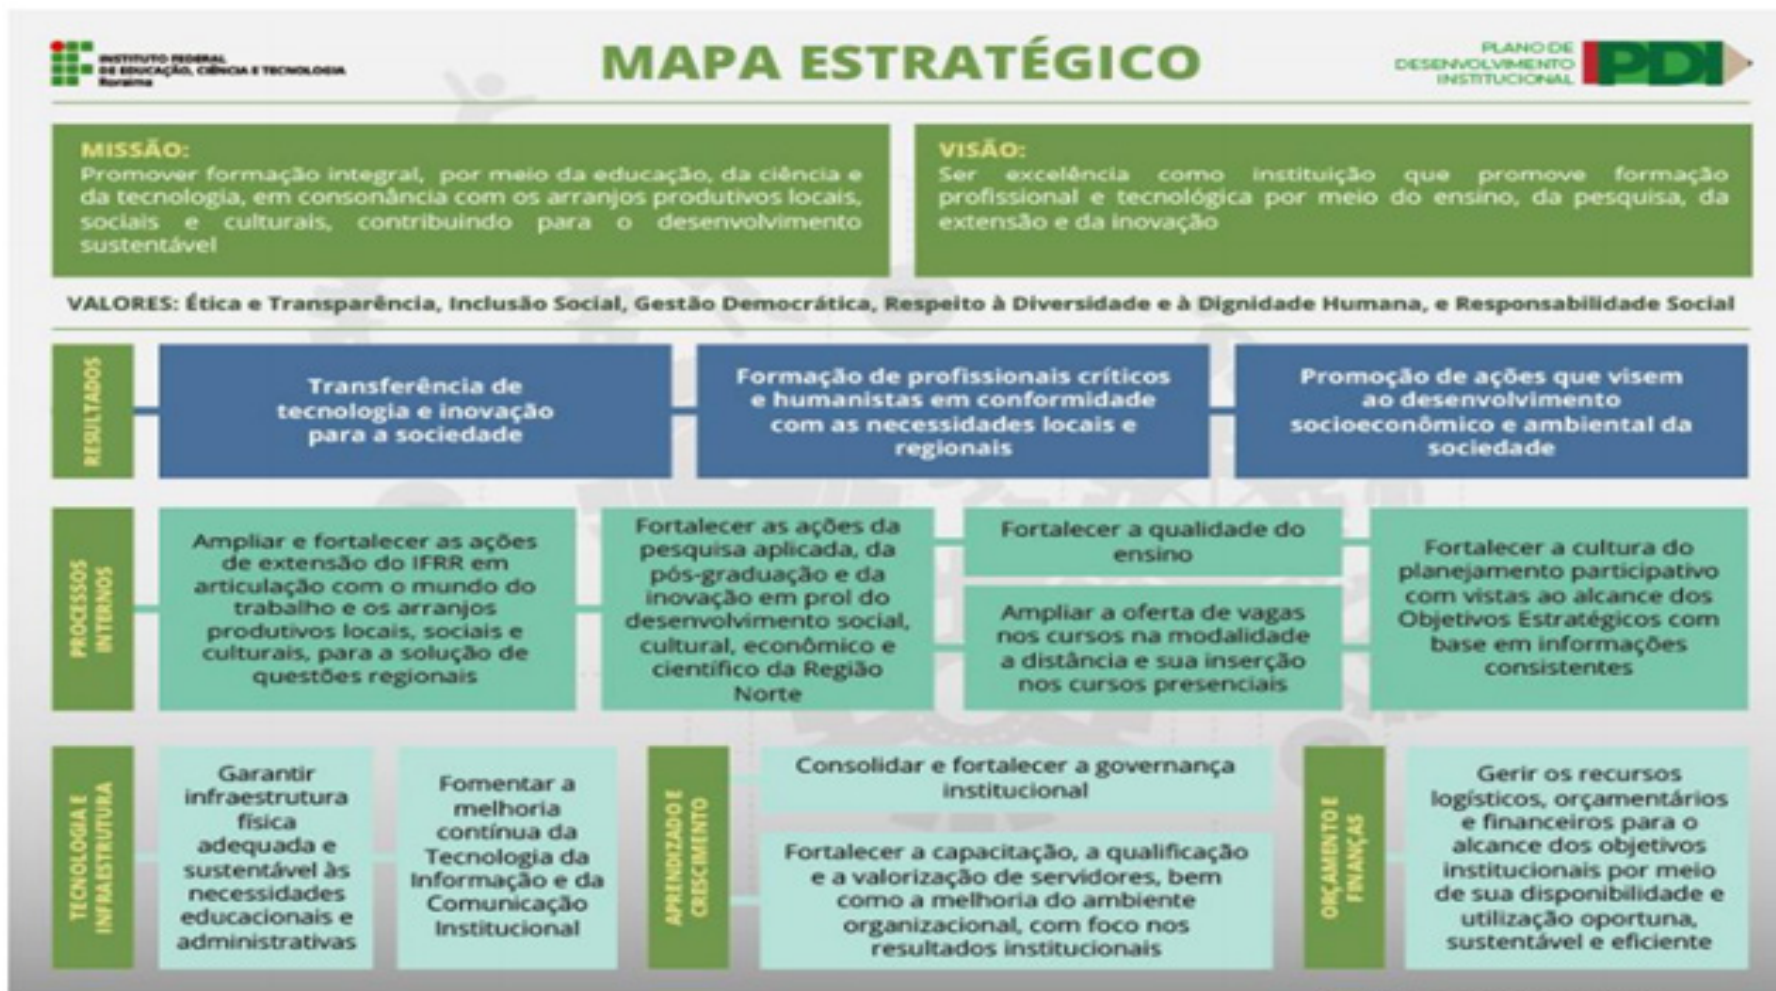 INSTITUTO FEDERAL
DE EDUCAÇÃO, CIÊNCIA E TECNOLOGIA
Roraima
MAPA ESTRATÉGICO
PLANO DE
DESENVOLVIMENTO
INSTITUCIONAL
PDI
MISSÃO:
Promover formação integral, por meio da educação, da ciência e
da tecnologia, em consonância com os arranjos produtivos locais,
sociais e culturais, contribuindo para o desenvolvimento
sustentável
VISÃO:
Ser excelência como instituição que promove formação
profissional e tecnológica por meio do ensino, da pesquisa, da
extensão e da inovação
VALORES: Ética e Transparência, Inclusão Social, Gestão Democrática, Respeito à Diversidade e à Dignidade Humana, e Responsabilidade Social
RESULTADOS
Transferência de
tecnologia e inovação
para a sociedade
Formação de profissionais críticos
e humanistas em conformidade
com as necessidades locais e
regionais
Promoção de ações que visem
ao desenvolvimento
socioeconômico e ambiental da
sociedade
PROCESSOS
INTERNOS
Ampliar e fortalecer as ações
de extensão do IFRR em
articulação com o mundo do
trabalho e os arranjos
produtivos locais, sociais e
culturais, para a solução de
questões regionais
Fortalecer as ações da
pesquisa aplicada, da
pós-graduação e da
inovação em prol do
desenvolvimento social,
cultural, econômico e
científico da Região
Norte
Fortalecer a qualidade do
ensino
Ampliar a oferta de vagas
nos cursos na modalidade
a distância e sua inserção
nos cursos presenciais
Fortalecer a cultura do
planejamento participativo
com vistas ao alcance dos
Objetivos Estratégicos com
base em informações
consistentes
TECNOLOGIA E
INFRAESTRUTURA
Garantir
infraestrutura
física
adequada e
sustentável às
necessidades
educacionais e
administrativas
Fomentar a
melhoria
contínua da
Tecnologia da
Informação e da
Comunicação
Institucional
APRENDIZADO E
CRESCIMENTO
Consolidar e fortalecer a governança
institucional
Fortalecer a capacitação, a qualificação
e a valorização de servidores, bem
como a melhoria do ambiente
organizacional, com foco nos
resultados institucionais
ORÇAMENTO E
FINANÇAS
Gerir os recursos
logísticos, orçamentários
e financeiros para o
alcance dos objetivos
institucionais por meio
de sua disponibilidade e
utilização oportuna,
sustentável e eficiente